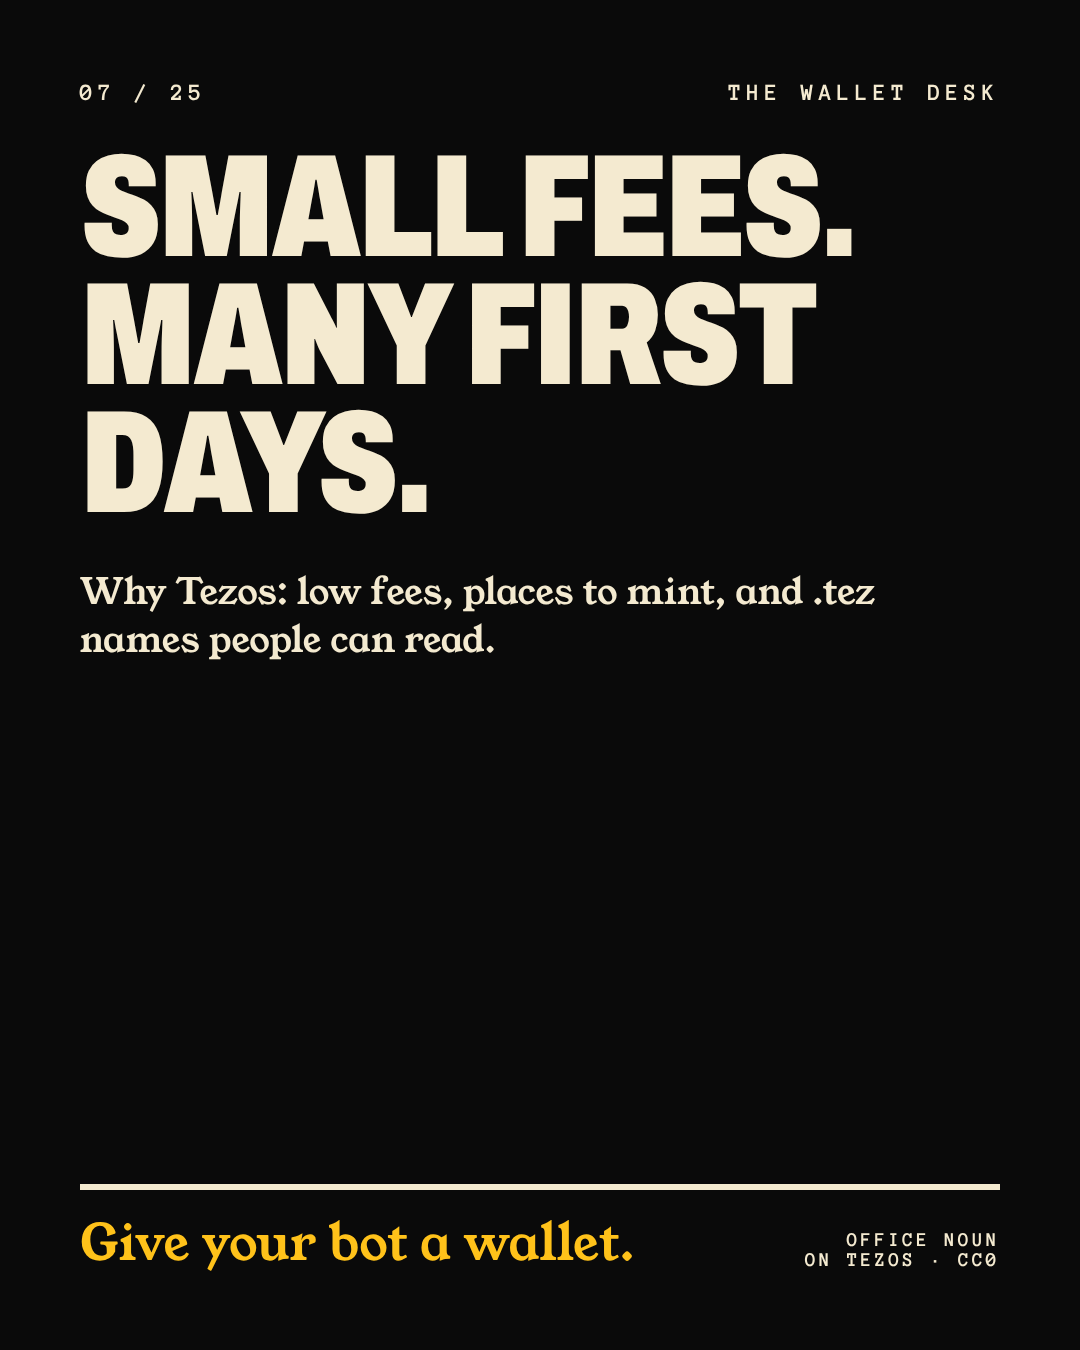 07 / 25
THE WALLET DESK
SMALL FEES.
MANY FIRST
DAYS.
Why Tezos: low fees, places to mint, and .tez
names people can read.
Give your bot a wallet.
OFFICE NOUN
ON TEZOS · CC0